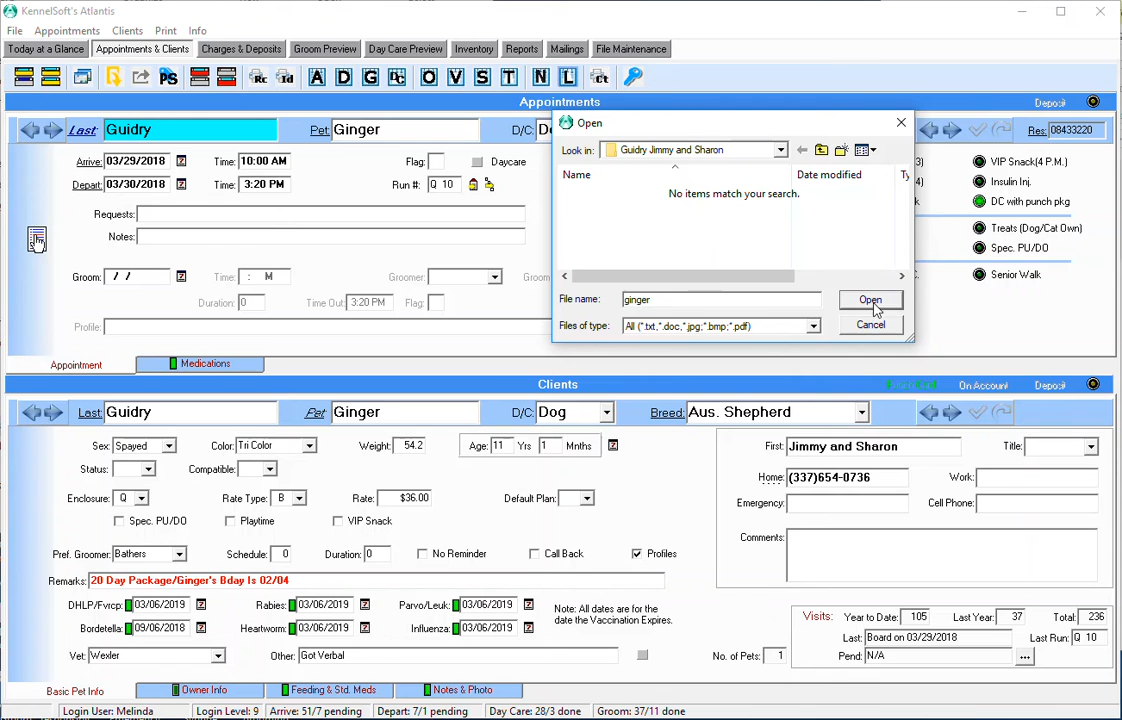 KennelSoft's Atlantis
File Appointments Clients Print Info
Today at a Glance Appointments & Clients Charges & Deposits Groom Preview Day Care Preview Inventory Reports Mailings File Maintenance
PS Rc Td A D G DC O V S T N L Ct
Appointments Deposit
Last: Guidry Pet: Ginger D/C: Res: 08433220
Arrive: 03/29/2018 Time: 10:00 AM Flag: Daycare
Depart: 03/30/2018 Time: 3:20 PM Run #: Q 10
Requests:
Notes:
Groom: / / Time: : M Groomer: Groom
Duration: 0 Time Out: 3:20 PM Flag:
Profile:
Appointment Medications
Open
Look in: Guidry Jimmy and Sharon
Name Date modified Ty
No items match your search.
File name: ginger Open
Files of type: All (*.txt,*.doc,*.jpg;*.bmp;*.pdf) Cancel
VIP Snack(4 P.M.)
Insulin Inj.
DC with punch pkg
Treats (Dog/Cat Own)
Spec. PU/DO
Senior Walk
Clients On Account Deposit
Last: Guidry Pet Ginger D/C: Dog Breed: Aus. Shepherd
Sex: Spayed Color: Tri Color Weight: 54.2 Age: 11 Yrs 1 Mnths
Status: Compatible:
Enclosure: Q Rate Type: B Rate: $36.00 Default Plan:
Spec. PU/DO Playtime VIP Snack
Pref. Groomer: Bathers Schedule: 0 Duration: 0 No Reminder Call Back Profiles
Remarks: 20 Day Package/Ginger's Bday Is 02/04
DHLP/Fvrcp: 03/06/2019 Rabies: 03/06/2019 Parvo/Leuk: 03/06/2019
Bordetella: 09/06/2018 Heartworm: 03/06/2019 Influenza: 03/06/2019
Note: All dates are for the
date the Vaccination Expires.
Vet: Wexler Other: Got Verbal No. of Pets: 1
First: Jimmy and Sharon Title:
Home: (337)654-0736 Work:
Emergency: Cell Phone:
Comments:
Visits: Year to Date: 105 Last Year: 37 Total: 236
Last: Board on 03/29/2018 Last Run: Q 10
Pend: N/A ...
Basic Pet Info Owner Info Feeding & Std. Meds Notes & Photo
Login User: Melinda Login Level: 9 Arrive: 51/7 pending Depart: 7/1 pending Day Care: 28/3 done Groom: 37/11 done